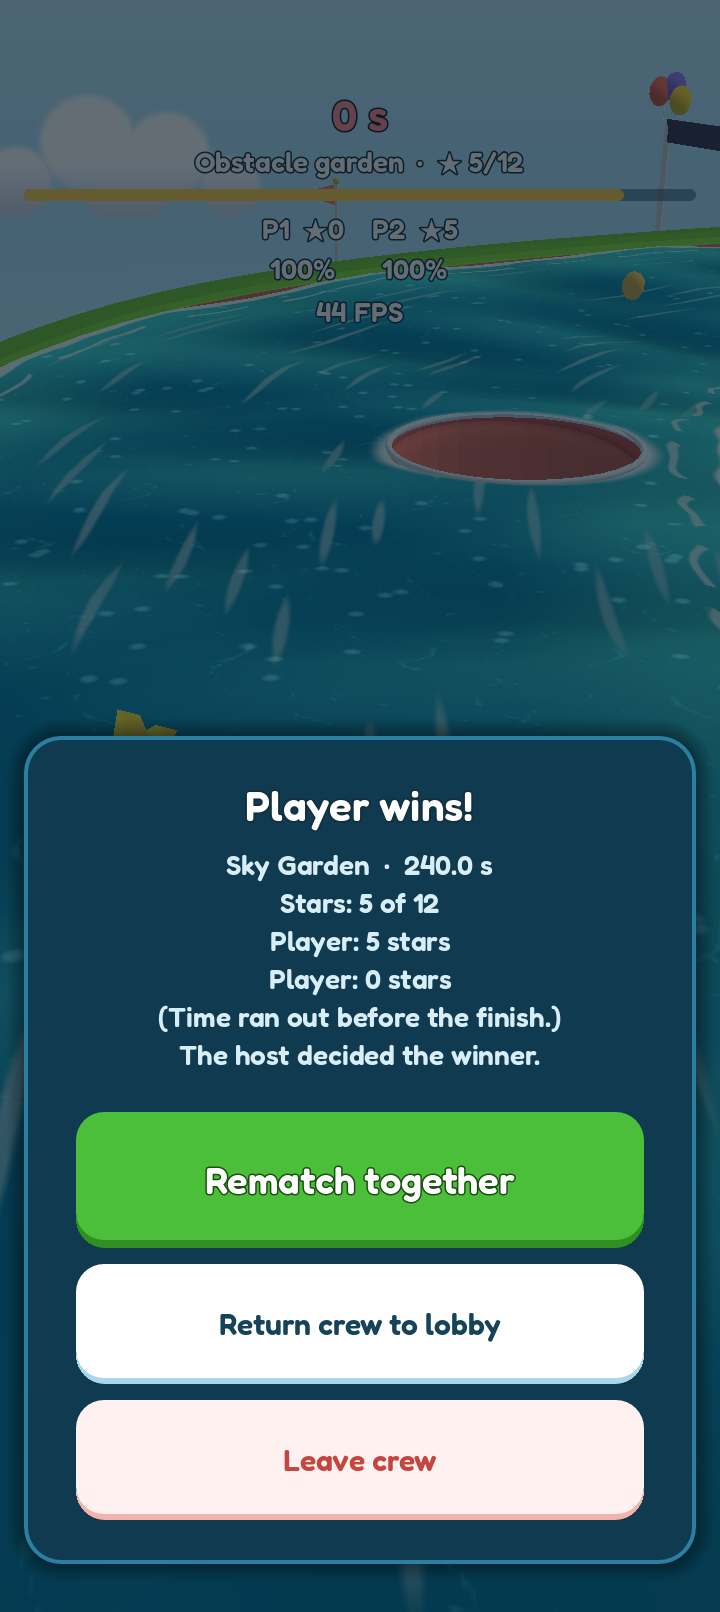 0 s
Obstacle garden · ★ 5/12
P1 ★0 P2 ★5
100% 100%
44 FPS
Player wins!
Sky Garden · 240.0 s
Stars: 5 of 12
Player: 5 stars
Player: 0 stars
(Time ran out before the finish.)
The host decided the winner.
Rematch together
Return crew to lobby
Leave crew